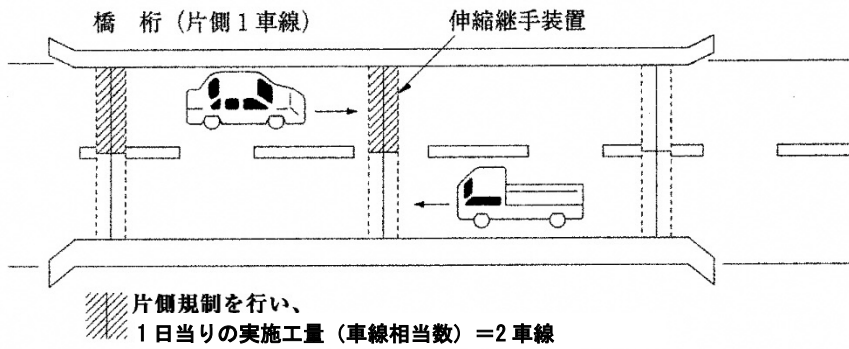 橋 桁（片側１車線）
伸縮継手装置
片側規制を行い、
１日当りの実施工量（車線相当数）＝2 車線